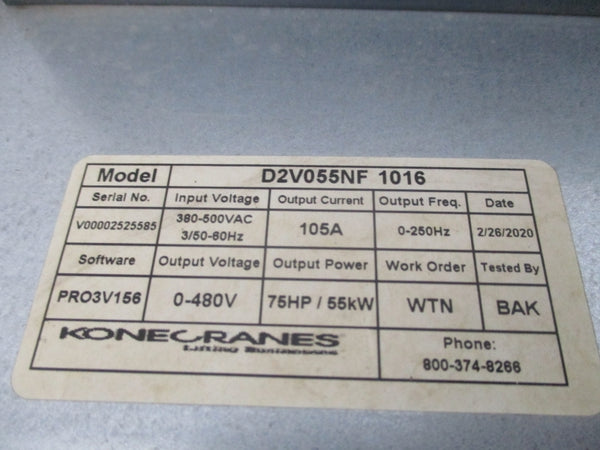 Model D2V055NF 1016
Serial No. Input Voltage Output Current Output Freq. Date
V00002525585 380-500VAC 3/50-60Hz 105A 0-250Hz 2/26/2020
Software Output Voltage Output Power Work Order Tested By
PRO3V156 0-480V 75HP / 55kW WTN BAK
KONECRANES Phone:
Lifting Businesses 800-374-8266